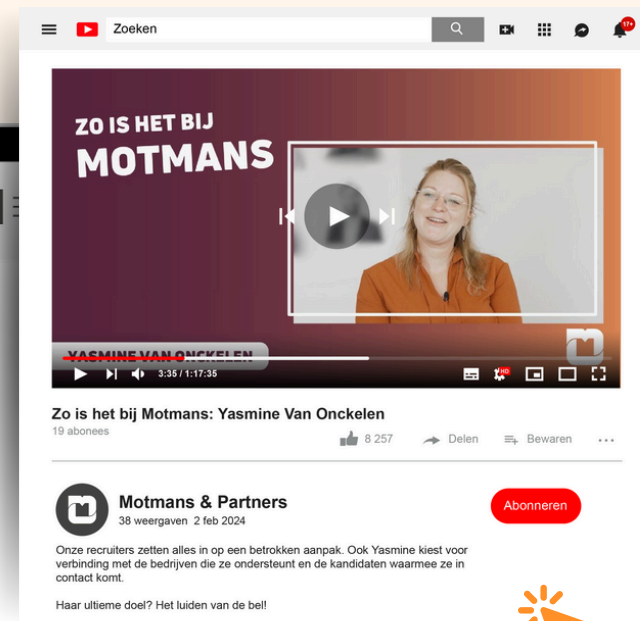 Zoeken
17+
ZO IS HET BIJ
MOTMANS
YASMINE VAN ONCKELEN
3:35 / 1:17:35
HD
Zo is het bij Motmans: Yasmine Van Onckelen
19 abonees
8 257
Delen
Bewaren
Motmans & Partners
38 weergaven 2 feb 2024
Abonneren
Onze recruiters zetten alles in op een betrokken aanpak. Ook Yasmine kiest voor
verbinding met de bedrijven die ze ondersteunt en de kandidaten waarmee ze in
contact komt.
Haar ultieme doel? Het luiden van de bel!